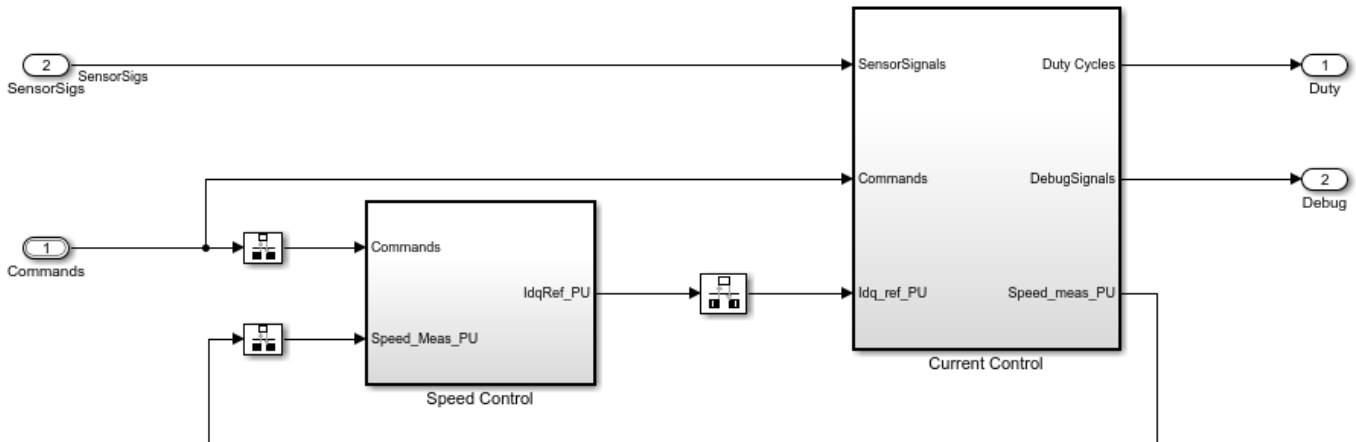 2
SensorSigs
SensorSigs
SensorSignals
Duty Cycles
1
Duty
Commands
DebugSignals
2
Debug
1
Commands
Commands
IdqRef_PU
Speed_Meas_PU
Speed Control
Idq_ref_PU
Speed_meas_PU
Current Control